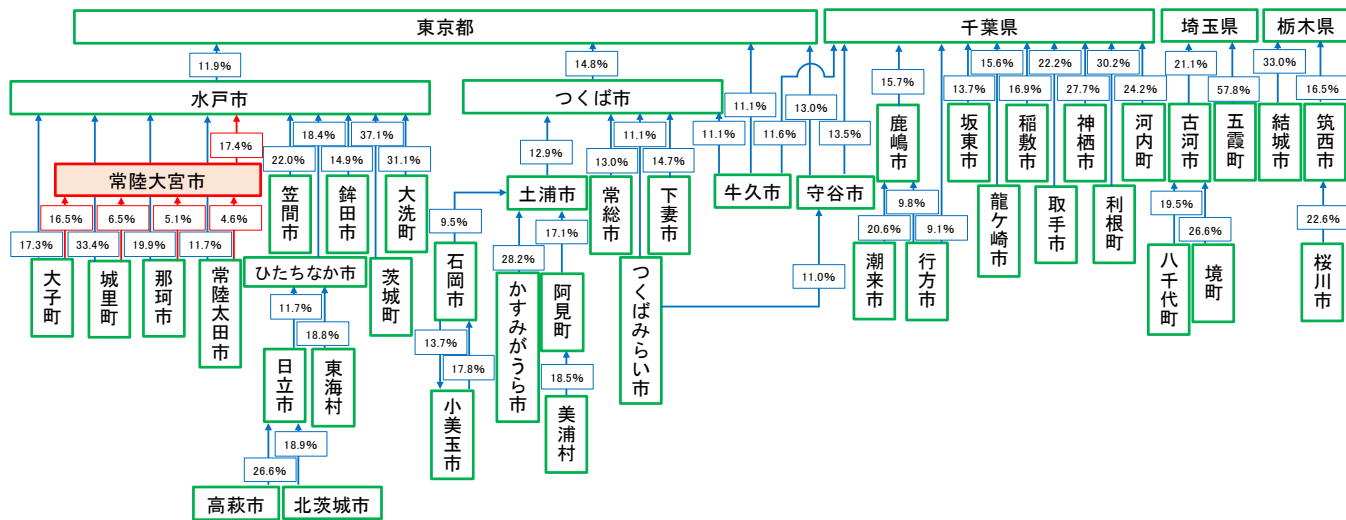 東京都
千葉県
埼玉県
栃木県
11.9%
14.8%
15.7%
15.6%
22.2%
30.2%
21.1%
33.0%
13.7%
16.9%
27.7%
24.2%
57.8%
16.5%
水戸市
つくば市
11.1%
13.0%
18.4%
37.1%
11.1%
11.1%
11.6%
13.5%
17.4%
22.0%
14.9%
31.1%
12.9%
13.0%
14.7%
常陸大宮市
笠間市
鉾田市
大洗町
土浦市
常総市
下妻市
牛久市
守谷市
鹿嶋市
坂東市
稲敷市
神栖市
河内町
古河市
五霞町
結城市
筑西市
16.5%
6.5%
5.1%
4.6%
17.3%
33.4%
19.9%
11.7%
9.5%
17.1%
28.2%
9.8%
20.6%
9.1%
龍ケ崎市
取手市
利根町
19.5%
26.6%
22.6%
大子町
城里町
那珂市
常陸太田市
ひたちなか市
茨城町
石岡市
かすみがうら市
阿見町
つくばみらい市
11.0%
潮来市
行方市
八千代町
境町
桜川市
11.7%
18.8%
13.7%
17.8%
18.5%
日立市
東海村
小美玉市
美浦村
18.9%
26.6%
高萩市
北茨城市